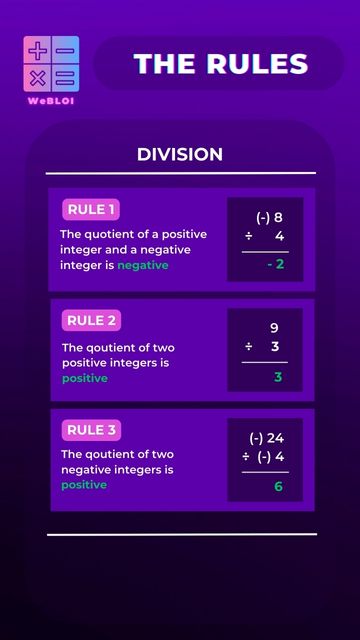 THE RULES
WeBLOI
DIVISION
RULE 1
The quotient of a positive
integer and a negative
integer is negative
(-) 8
÷ 4
- 2
RULE 2
The qoutient of two
positive integers is
positive
9
÷ 3
3
RULE 3
The qoutient of two
negative integers is
positive
(-) 24
÷ (-) 4
6